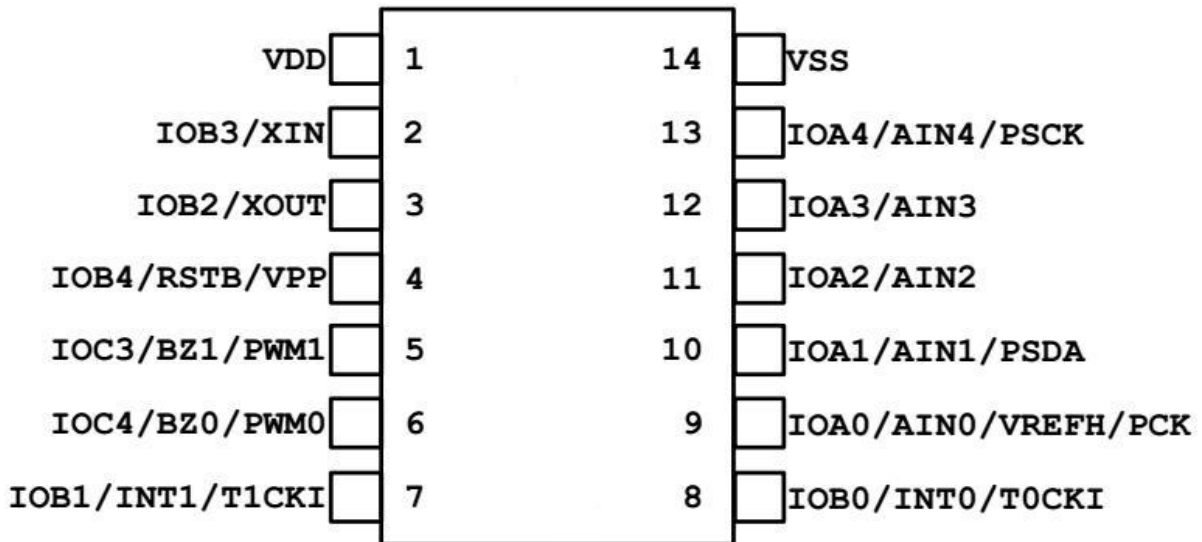 VDD 1 14 VSS
IOB3/XIN 2 13 IOA4/AIN4/PSCK
IOB2/XOUT 3 12 IOA3/AIN3
IOB4/RSTB/VPP 4 11 IOA2/AIN2
IOC3/BZ1/PWM1 5 10 IOA1/AIN1/PSDA
IOC4/BZ0/PWM0 6 9 IOA0/AIN0/VREFH/PCK
IOB1/INT1/T1CKI 7 8 IOB0/INT0/T0CKI